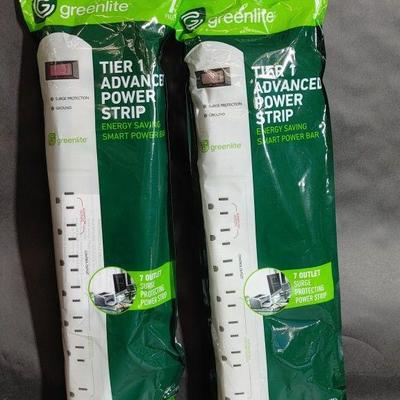 greenlite
TIER 1
ADVANCED
POWER
STRIP
ENERGY SAVING
SMART POWER BAR
SURGE PROTECTION
GROUND
greenlite
7 OUTLET
SURGE
PROTECTING
POWER STRIP
greenlite
TIER 1
ADVANCED
POWER
STRIP
ENERGY SAVING
SMART POWER BAR
SURGE PROTECTION
GROUND
greenlite
7 OUTLET
SURGE
PROTECTING
POWER STRIP